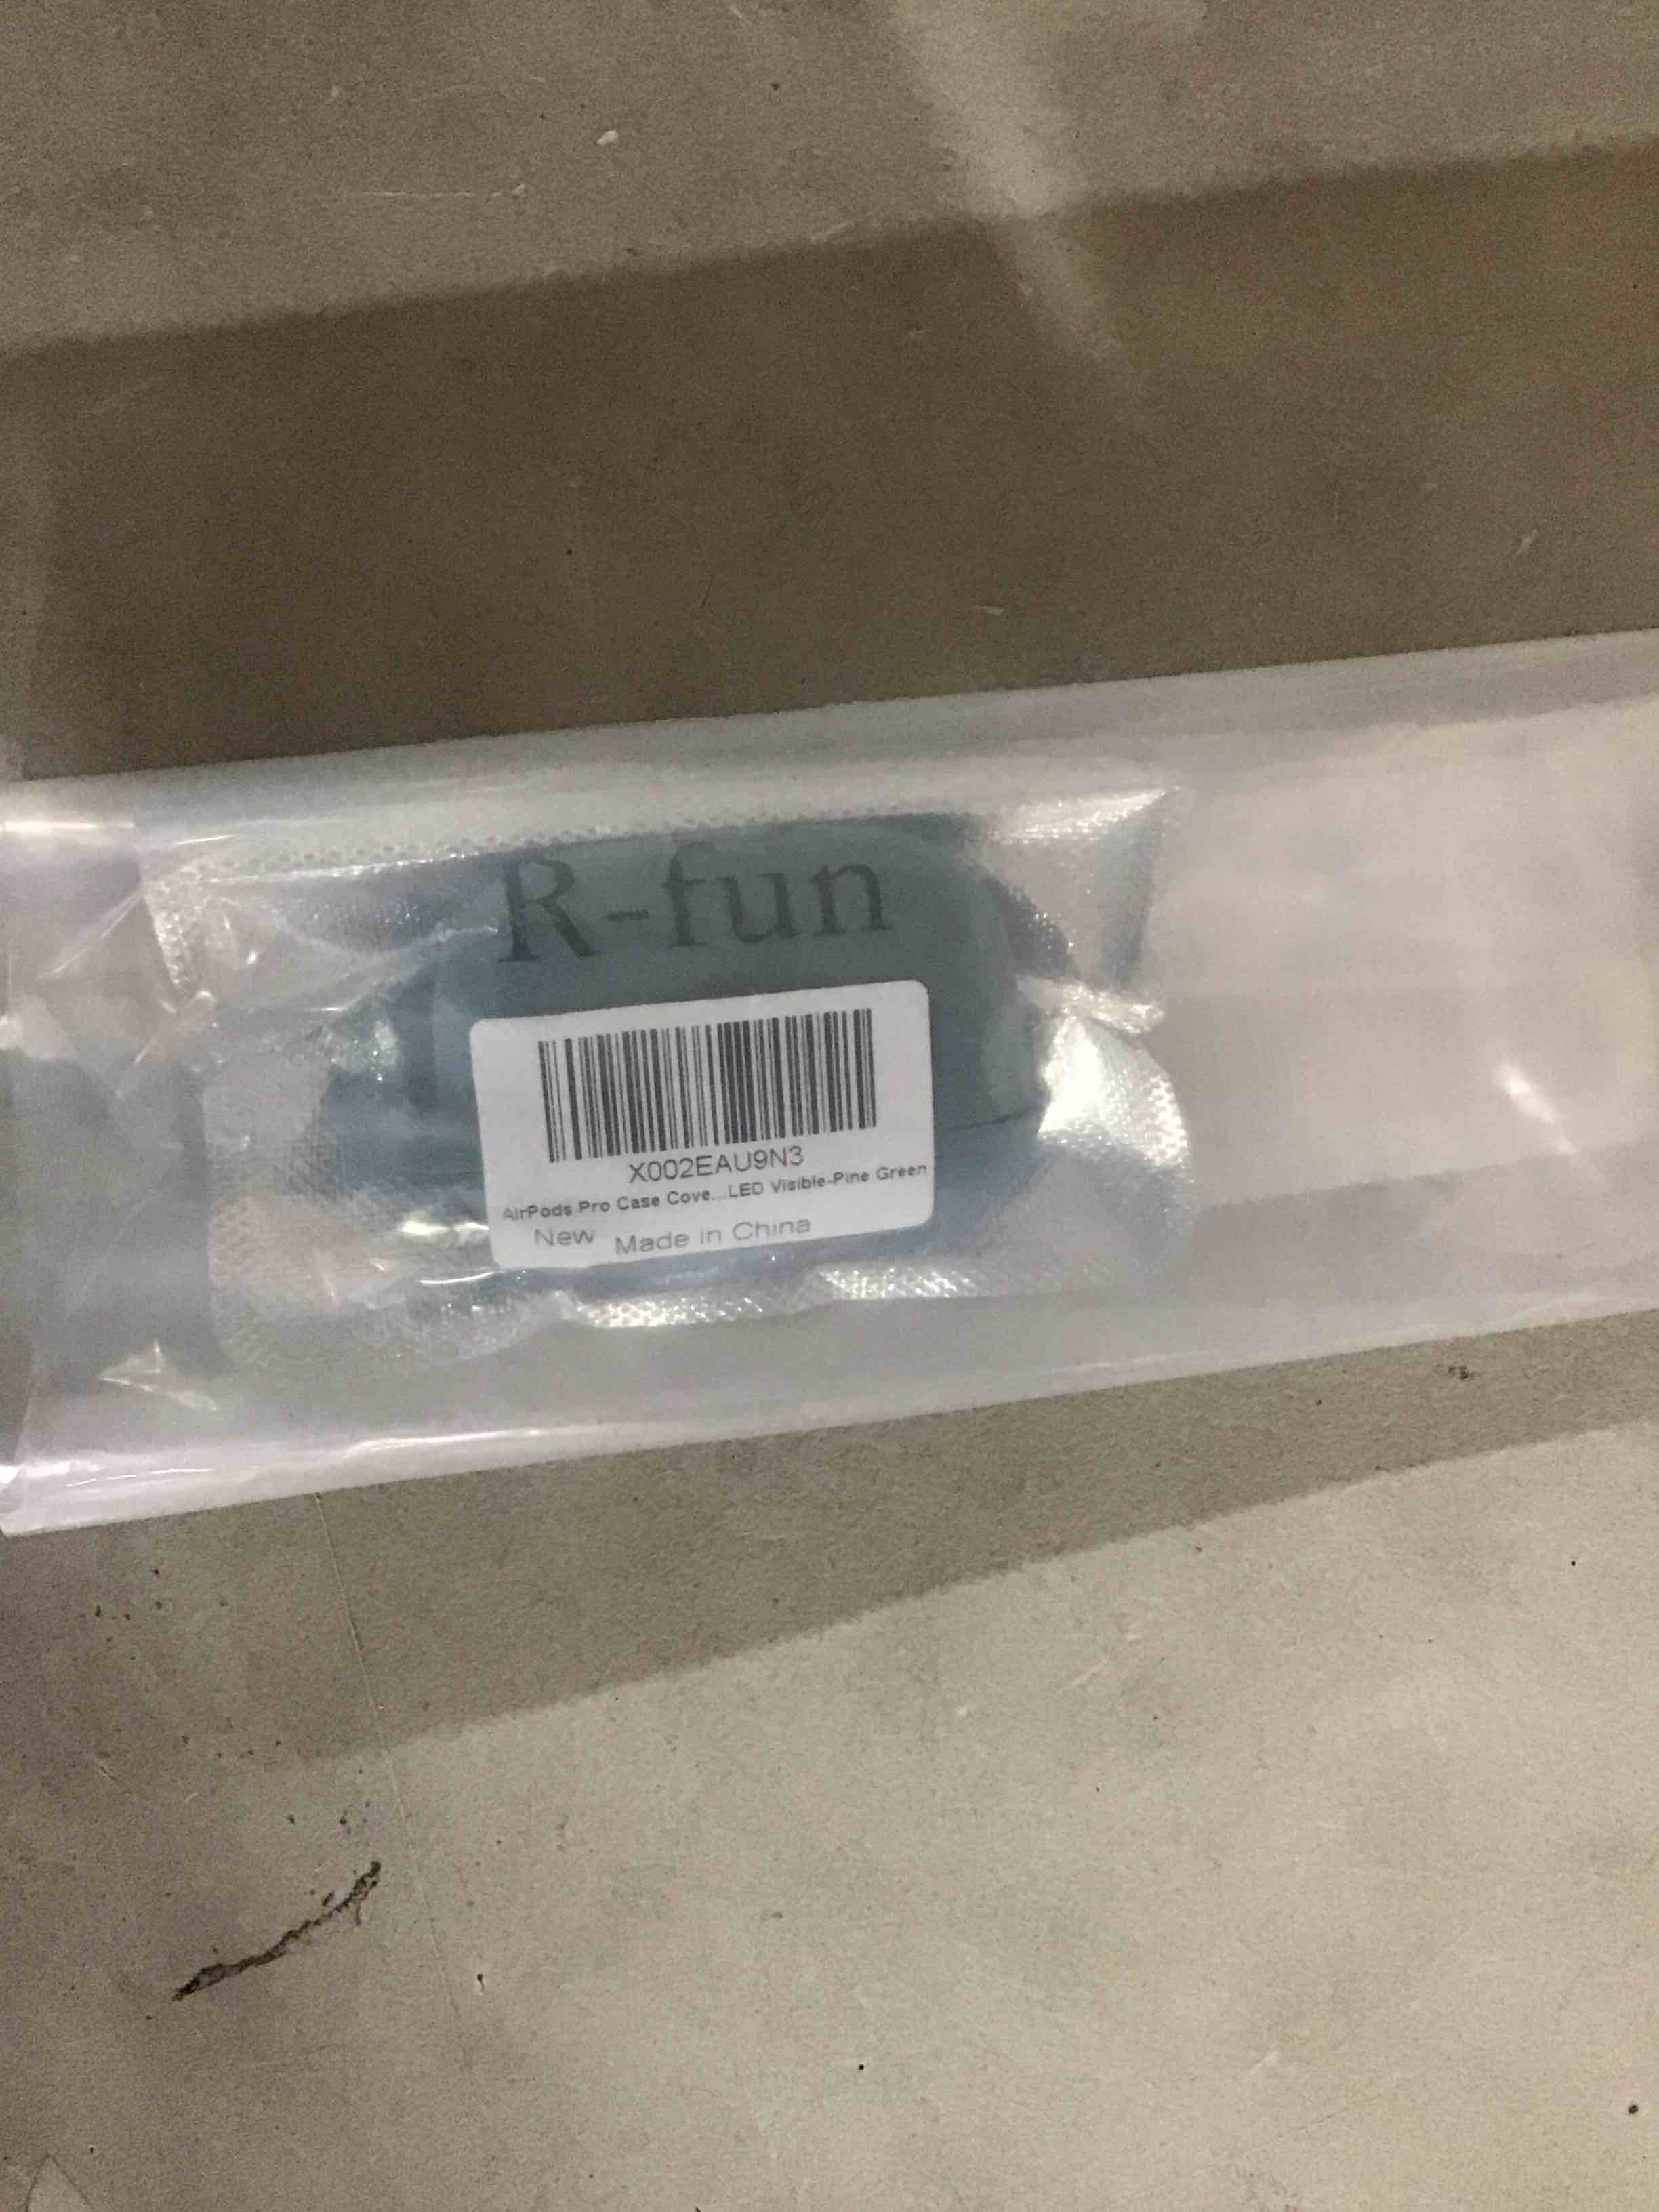 R-fun
X002EAU9N3
AirPods Pro Case Cove...LED Visible-Pine Green
New Made in China